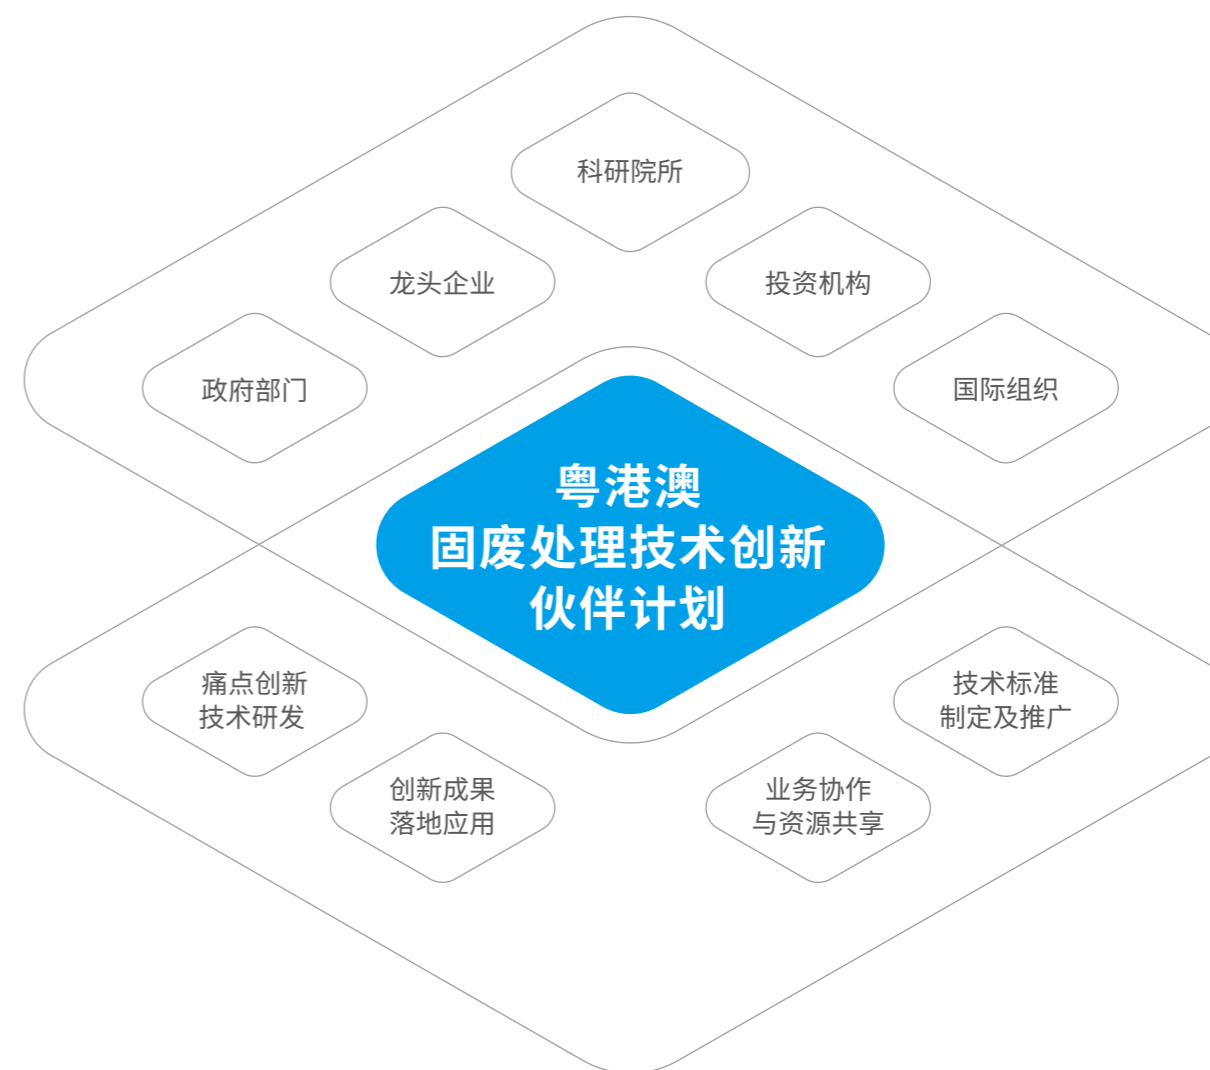 科研院所
龙头企业
投资机构
政府部门
国际组织
粤港澳
固废处理技术创新
伙伴计划
痛点创新
技术研发
技术标准
制定及推广
创新成果
落地应用
业务协作
与资源共享